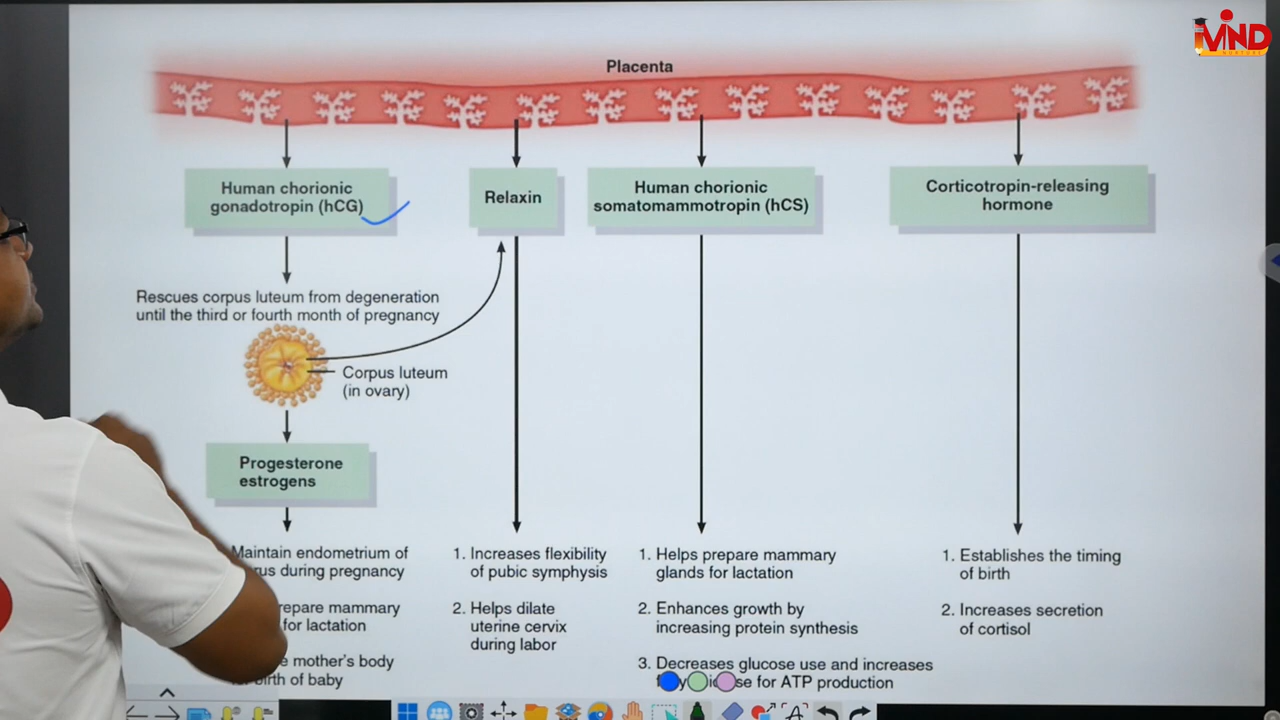 iMIND
NURTURE
Placenta
Human chorionic
gonadotropin (hCG)
Relaxin
Human chorionic
somatomammotropin (hCS)
Corticotropin-releasing
hormone
Rescues corpus luteum from degeneration
until the third or fourth month of pregnancy
Corpus luteum
(in ovary)
Progesterone
estrogens
Maintain endometrium of
during pregnancy
mammary
for lactation
mother's body
birth of baby
1. Increases flexibility
of pubic symphysis
2. Helps dilate
uterine cervix
during labor
1. Helps prepare mammary
glands for lactation
2. Enhances growth by
increasing protein synthesis
3. Decreases glucose use and increases
for ATP production
1. Establishes the timing
of birth
2. Increases secretion
of cortisol